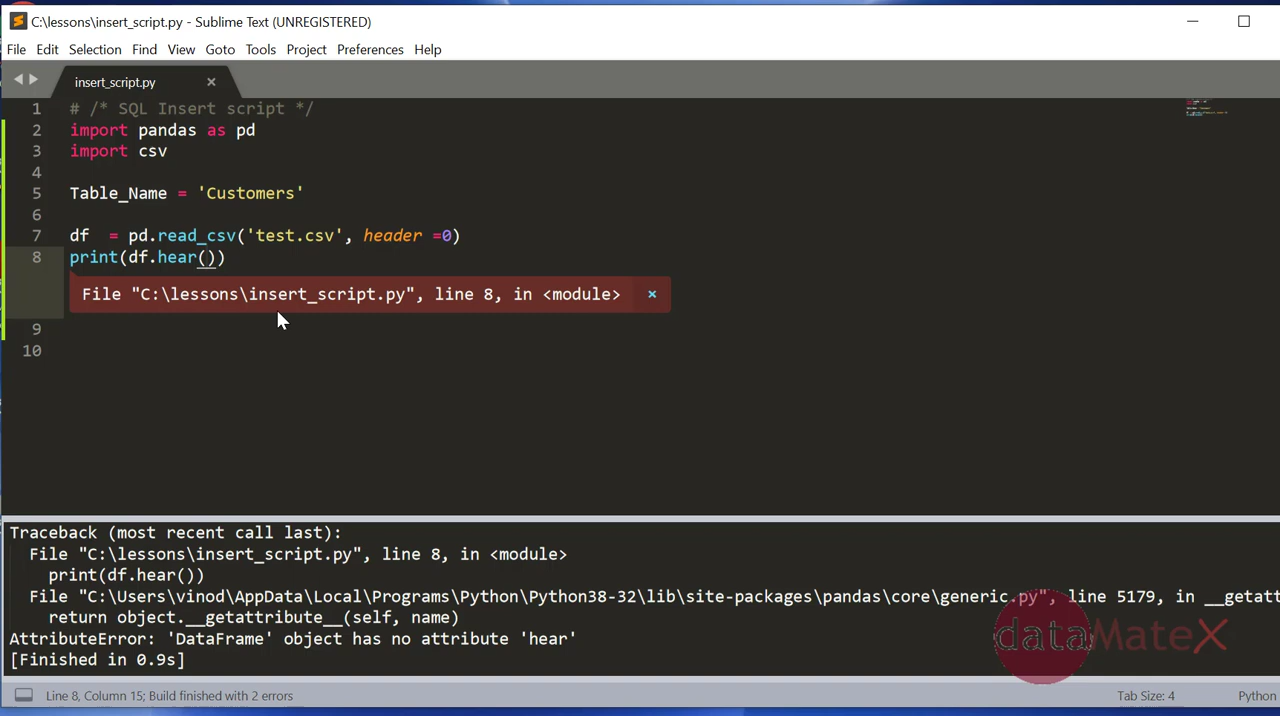 C:\lessons\insert_script.py - Sublime Text (UNREGISTERED)
File Edit Selection Find View Goto Tools Project Preferences Help
insert_script.py ×
1 # /* SQL Insert script */
2 import pandas as pd
3 import csv
4
5 Table_Name = 'Customers'
6
7 df  = pd.read_csv('test.csv', header =0)
8 print(df.hear())
File "C:\lessons\insert_script.py", line 8, in <module> ×
9
10
Traceback (most recent call last):
  File "C:\lessons\insert_script.py", line 8, in <module>
    print(df.hear())
  File "C:\Users\vinod\AppData\Local\Programs\Python\Python38-32\lib\site-packages\pandas\core\generic.py", line 5179, in __getatt
    return object.__getattribute__(self, name)
AttributeError: 'DataFrame' object has no attribute 'hear'
[Finished in 0.9s]
dataMateX
Line 8, Column 15; Build finished with 2 errors Tab Size: 4 Python